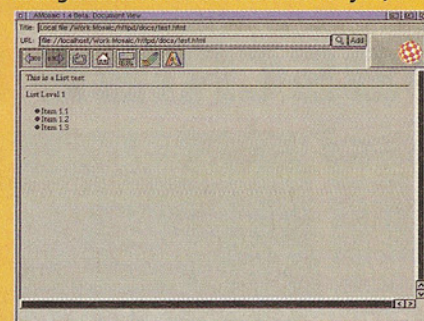 AMosaic 1.4 Beta: Document View
Title: Local file /Work Mosaic/httpd/docs/test.html
URL: file //localhost/Work Mosaic/httpd/docs/test.html
Add
This is a List test
List Level 1
Item 1.1
Item 1.2
Item 1.3